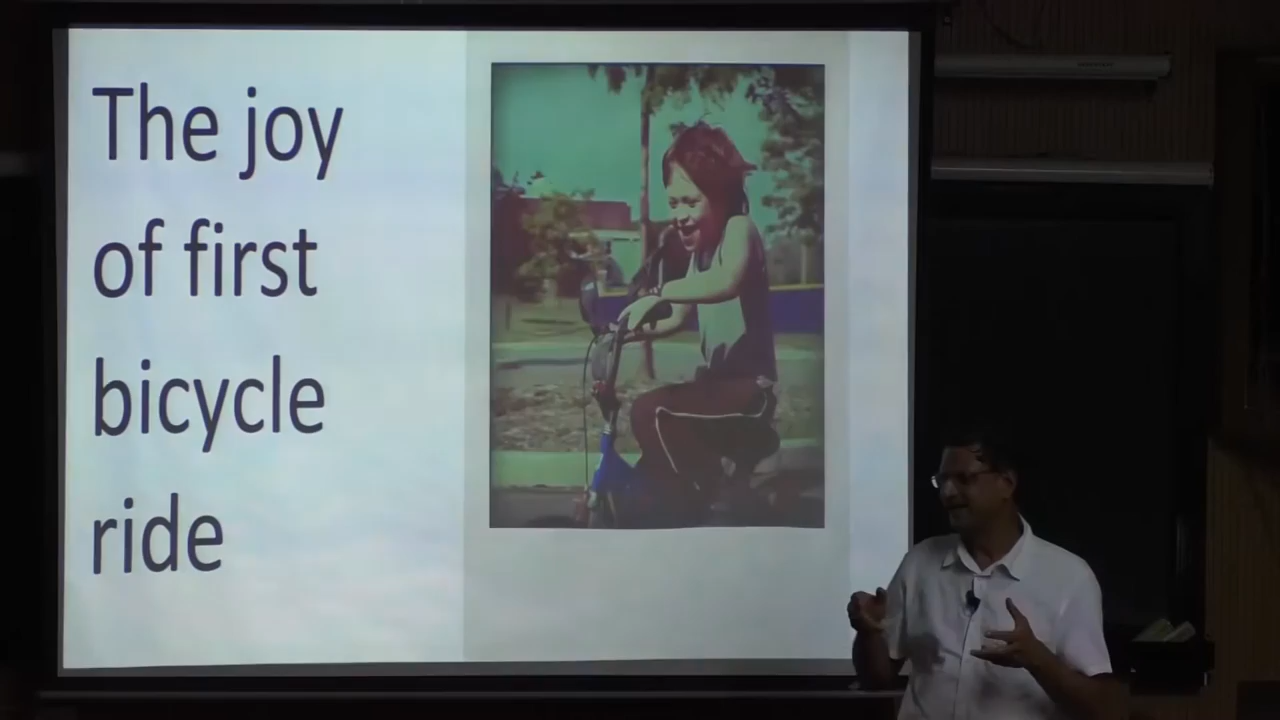 The joy
of first
bicycle
ride